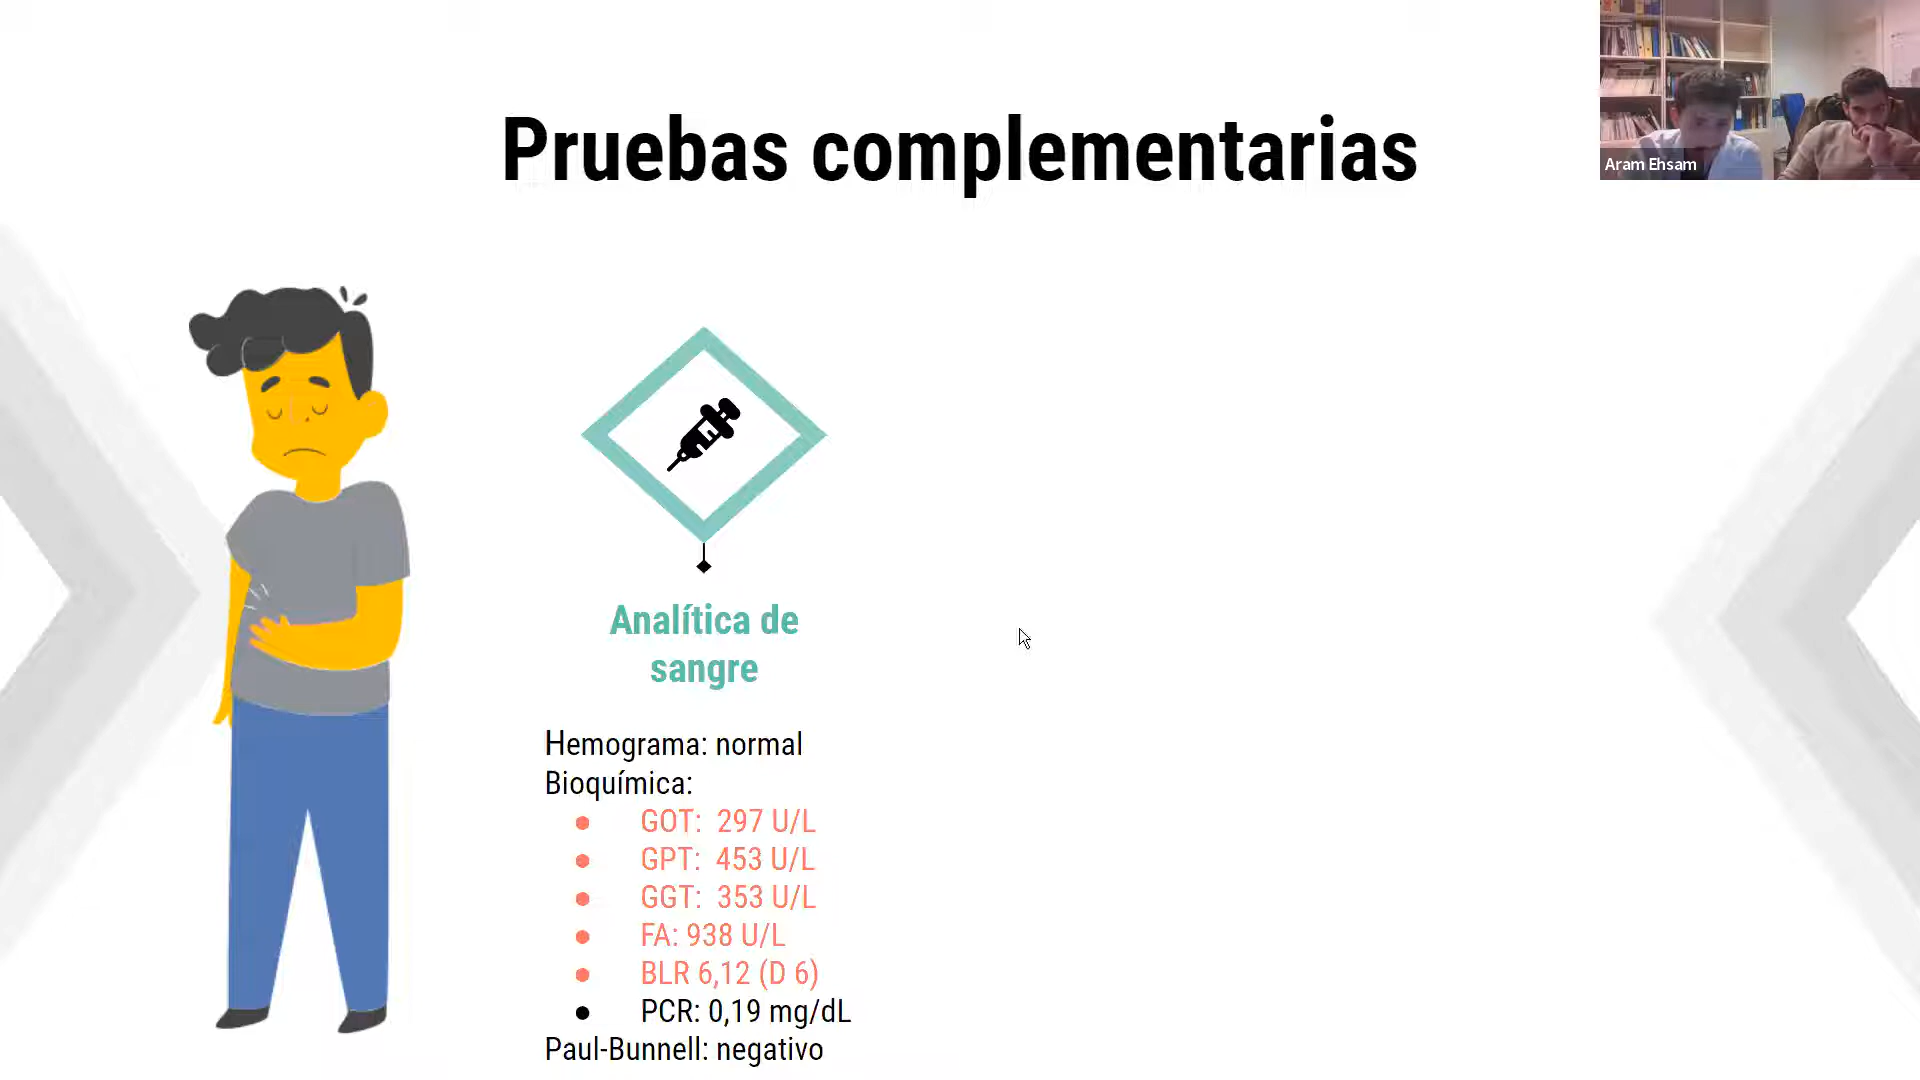 Pruebas complementarias
Aram Ehsam
Analítica de
sangre
Hemograma: normal
Bioquímica:
● GOT: 297 U/L
● GPT: 453 U/L
● GGT: 353 U/L
● FA: 938 U/L
● BLR 6,12 (D 6)
● PCR: 0,19 mg/dL
Paul-Bunnell: negativo